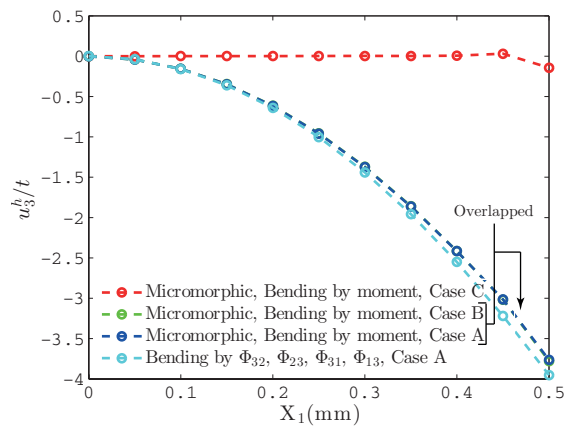 0.5
0
-0.5
-1
-1.5
-2
-2.5
-3
-3.5
-4
u₃ʰ/t
Overlapped
Micromorphic, Bending by moment, Case C
Micromorphic, Bending by moment, Case B
Micromorphic, Bending by moment, Case A
Bending by Φ₃₂, Φ₂₃, Φ₃₁, Φ₁₃, Case A
0 0.1 0.2 0.3 0.4 0.5
X₁(mm)